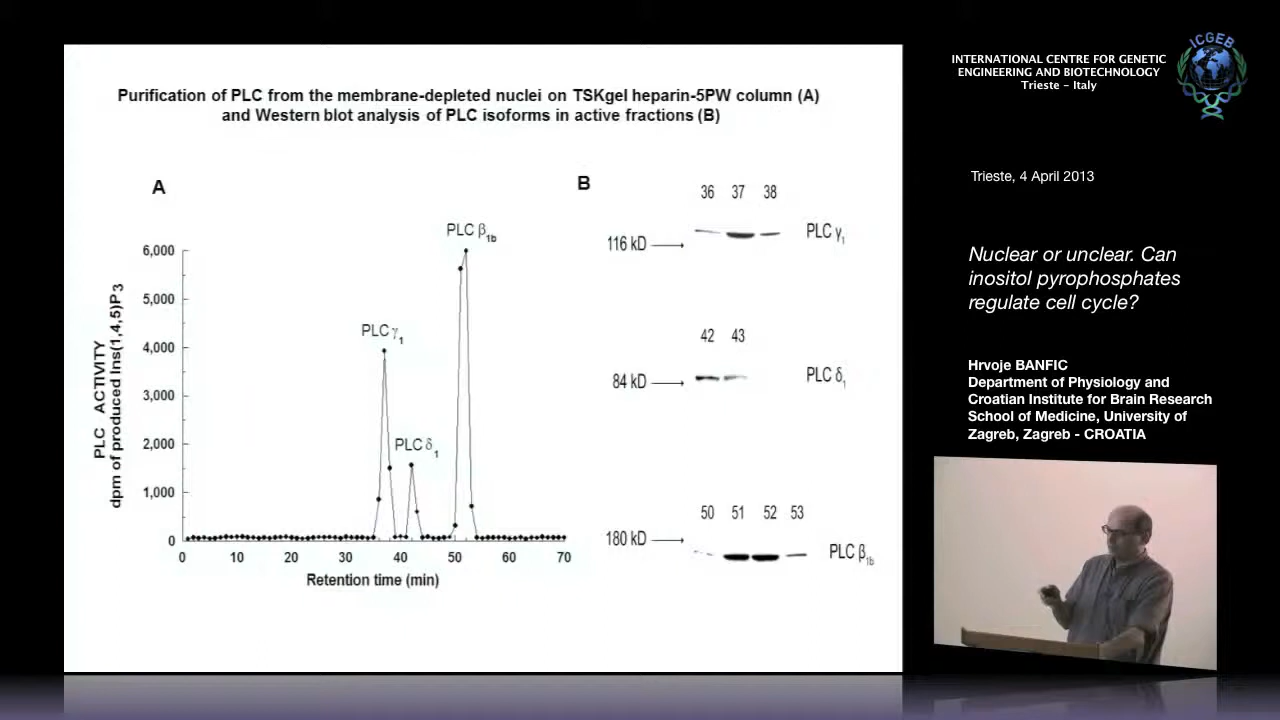 Purification of PLC from the membrane-depleted nuclei on TSKgel heparin-5PW column (A)
and Western blot analysis of PLC isoforms in active fractions (B)
A
PLC ACTIVITY
dpm of produced Ins(1,4,5)P3
6,000
5,000
4,000
3,000
2,000
1,000
0
PLC γ1
PLC δ1
PLC β1b
0 10 20 30 40 50 60 70
Retention time (min)
B
36 37 38
116 kD
PLC γ1
42 43
84 kD
PLC δ1
50 51 52 53
180 kD
PLC β1b
INTERNATIONAL CENTRE FOR GENETIC
ENGINEERING AND BIOTECHNOLOGY
Trieste - Italy
ICGEB
Trieste, 4 April 2013
Nuclear or unclear. Can
inositol pyrophosphates
regulate cell cycle?
Hrvoje BANFIC
Department of Physiology and
Croatian Institute for Brain Research
School of Medicine, University of
Zagreb, Zagreb - CROATIA